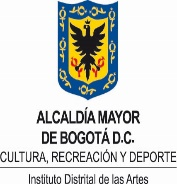 ALCALDÍA MAYOR
DE BOGOTÁ D.C.
CULTURA, RECREACIÓN Y DEPORTE
Instituto Distrital de las Artes